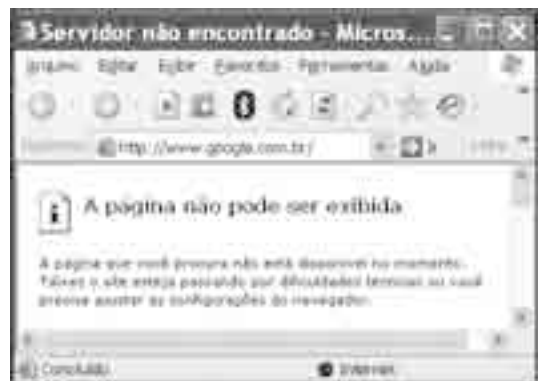 Servidor não encontrado - Micros...
Arquivo Editar Exibir Favoritos Ferramentas Ajuda
http://www.google.com.br/
A página não pode ser exibida
A página que você procura não está disponível no momento.
Talvez o site esteja passando por dificuldades técnicas ou você
precise ajustar as configurações do navegador.
Concluído Internet